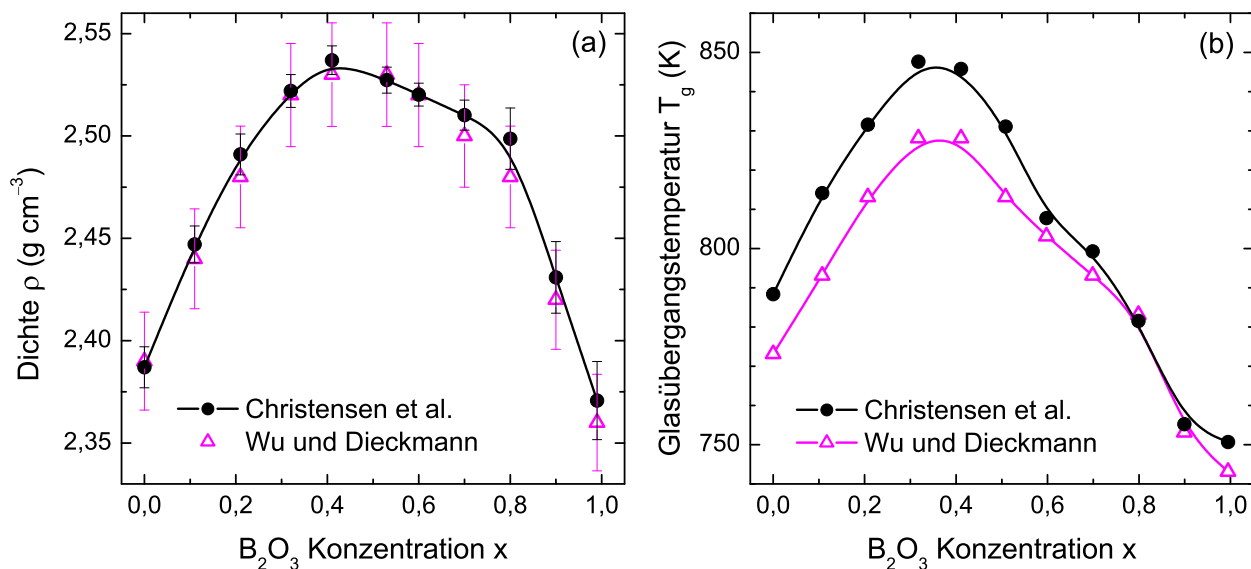 (a)
Dichte ρ (g cm⁻³)
2,55
2,50
2,45
2,40
2,35
Christensen et al.
Wu und Dieckmann
0,0 0,2 0,4 0,6 0,8 1,0
B₂O₃ Konzentration x
(b)
Glasübergangstemperatur T_g (K)
850
800
750
Christensen et al.
Wu und Dieckmann
0,0 0,2 0,4 0,6 0,8 1,0
B₂O₃ Konzentration x